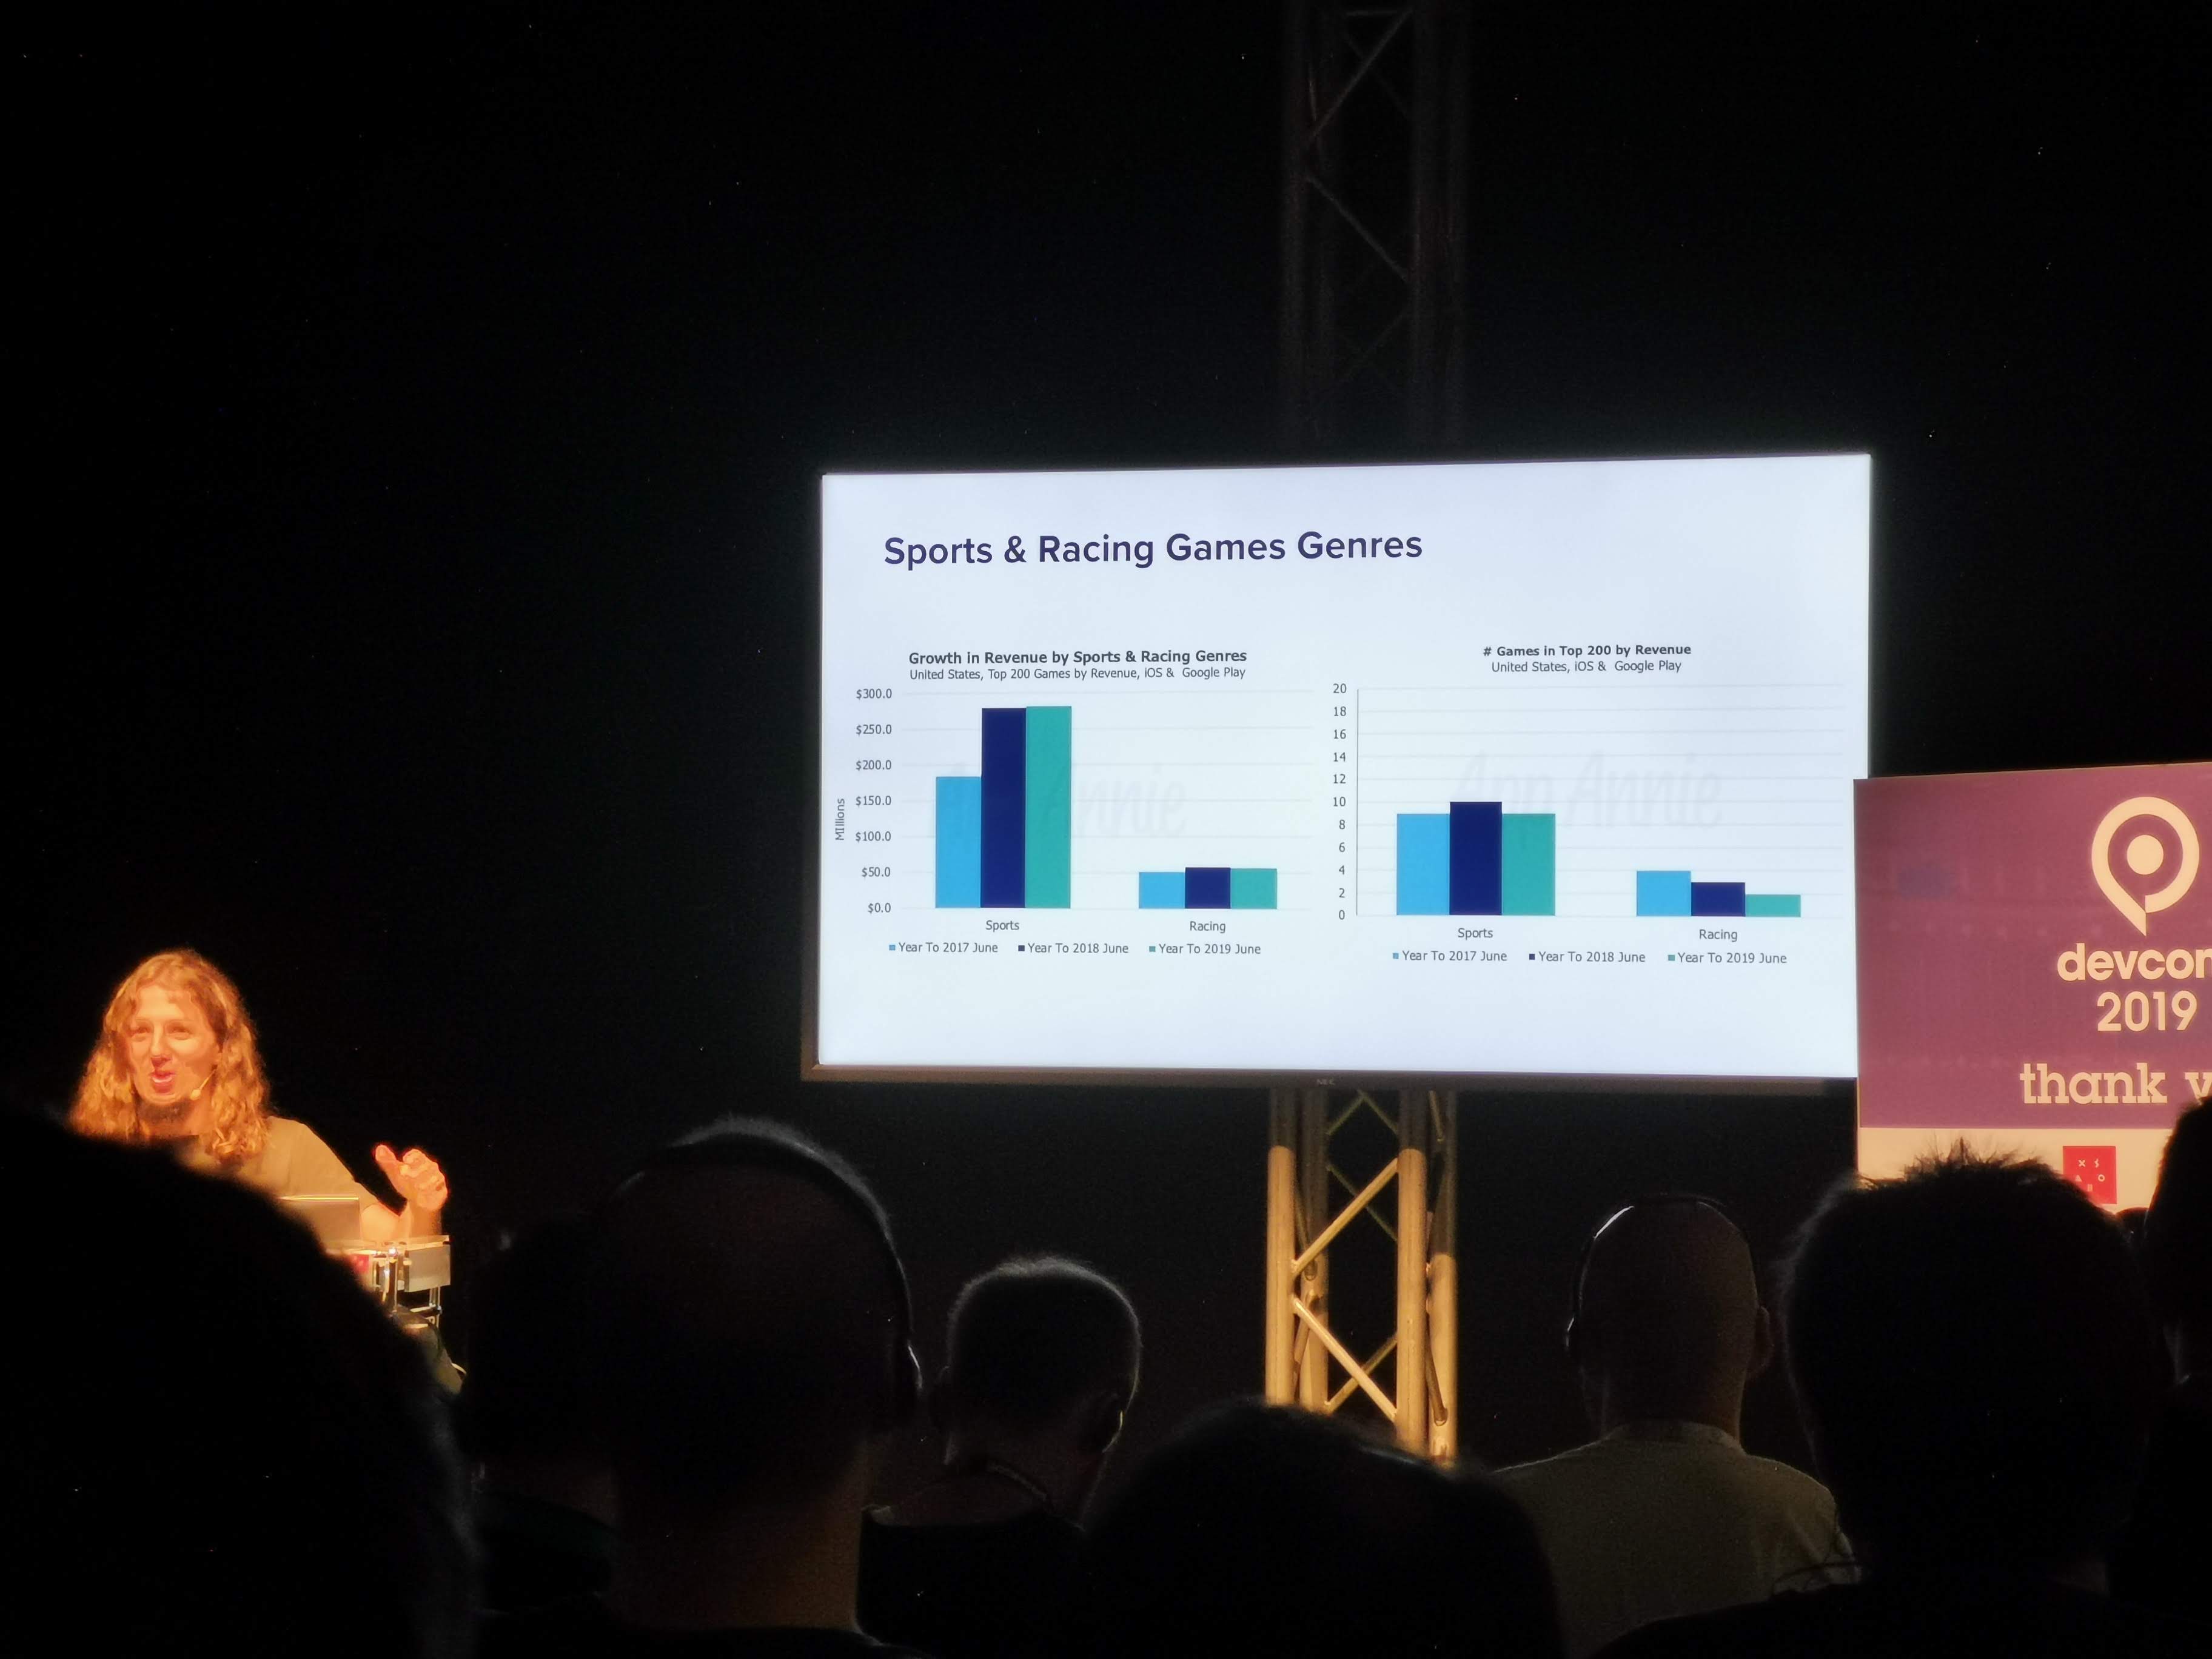 Sports & Racing Games Genres
Growth in Revenue by Sports & Racing Genres
United States, Top 200 Games by Revenue, iOS & Google Play
$300.0
$250.0
$200.0
$150.0
$100.0
$50.0
$0.0
Millions
Sports
Racing
Year To 2017 June
Year To 2018 June
Year To 2019 June
App Annie
# Games in Top 200 by Revenue
United States, iOS & Google Play
20
18
16
14
12
10
8
6
4
2
0
Sports
Racing
Year To 2017 June
Year To 2018 June
Year To 2019 June
App Annie
devcom
2019
thank
NEC